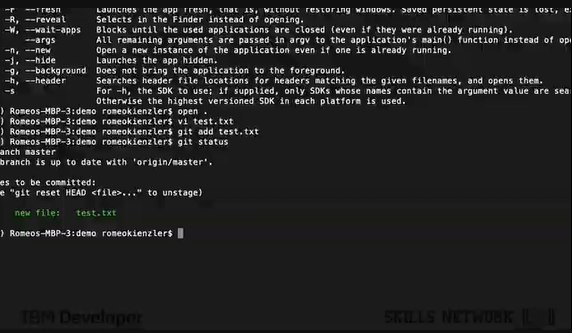 -F  --fresh         Launches the app fresh, that is, without restoring windows. Saved persistent state is lost, e
-R, --reveal        Selects in the Finder instead of opening.
-W, --wait-apps     Blocks until the used applications are closed (even if they were already running).
    --args          All remaining arguments are passed in argv to the application's main() function instead of ope
-n, --new           Open a new instance of the application even if one is already running.
-j, --hide          Launches the app hidden.
-g, --background    Does not bring the application to the foreground.
-h, --header        Searches header file locations for headers matching the given filenames, and opens them.
-s                  For -h, the SDK to use; if supplied, only SDKs whose names contain the argument value are sear
                    Otherwise the highest versioned SDK in each platform is used.
) Romeos-MBP-3:demo romeokienzler$ open .
) Romeos-MBP-3:demo romeokienzler$ vi test.txt
) Romeos-MBP-3:demo romeokienzler$ git add test.txt
) Romeos-MBP-3:demo romeokienzler$ git status
anch master
branch is up to date with 'origin/master'.
es to be committed:
e "git reset HEAD <file>..." to unstage)
new file:   test.txt
) Romeos-MBP-3:demo romeokienzler$
IBM Developer
SKILLS NETWORK